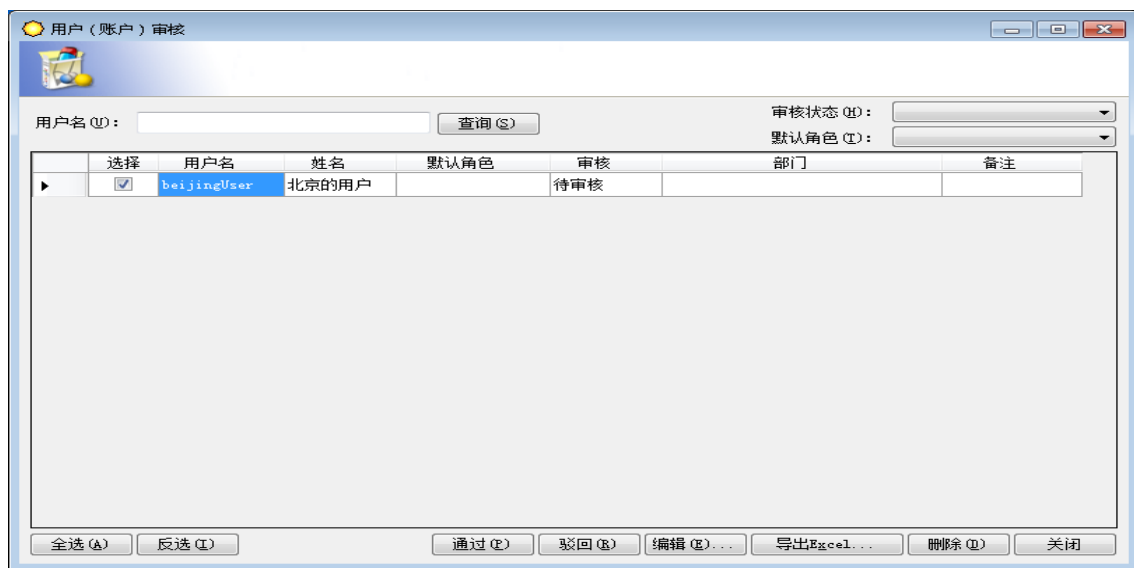 用户（账户）审核
用户名(U)：
查询(S)
审核状态(H)：
默认角色(T)：
选择 用户名 姓名 默认角色 审核 部门 备注
beijingUser 北京的用户 待审核
全选(A) 反选(I) 通过(P) 驳回(R) 编辑(E)... 导出Excel... 删除(D) 关闭